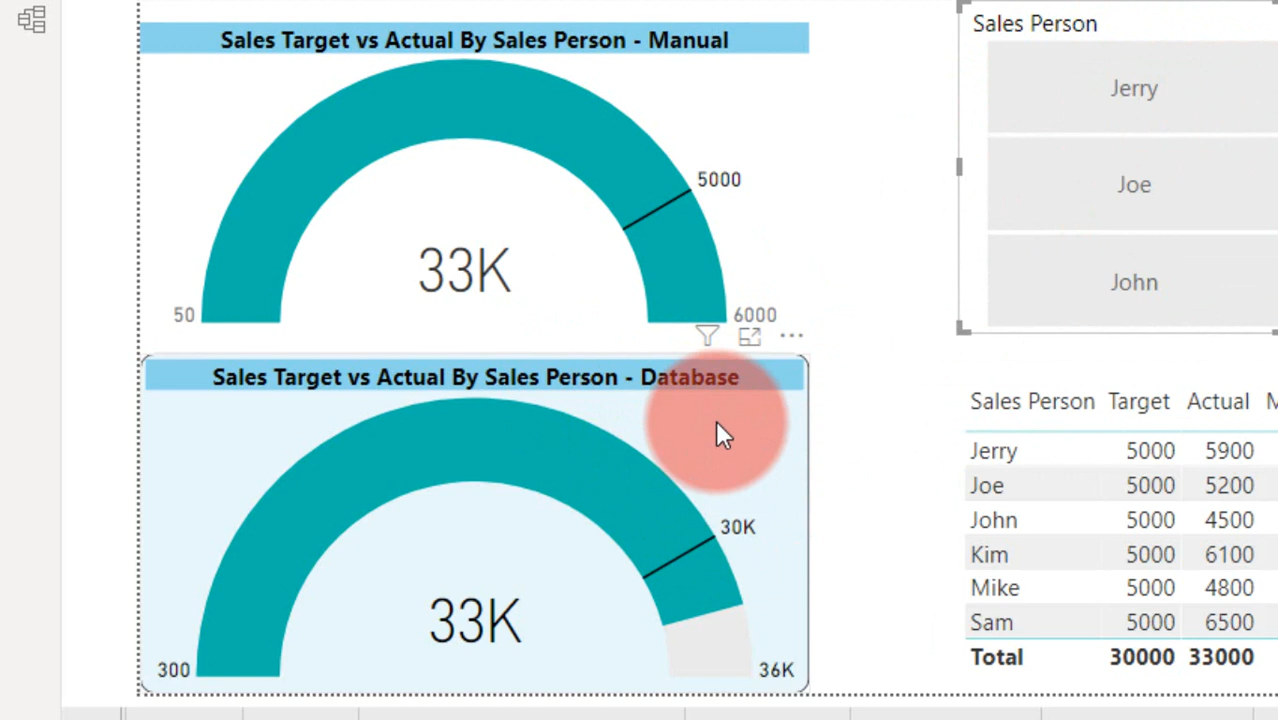 Sales Target vs Actual By Sales Person - Manual
5000
33K
50
6000
Sales Target vs Actual By Sales Person - Database
30K
33K
300
36K
Sales Person
Jerry
Joe
John
Sales Person Target Actual M
Jerry 5000 5900
Joe 5000 5200
John 5000 4500
Kim 5000 6100
Mike 5000 4800
Sam 5000 6500
Total 30000 33000